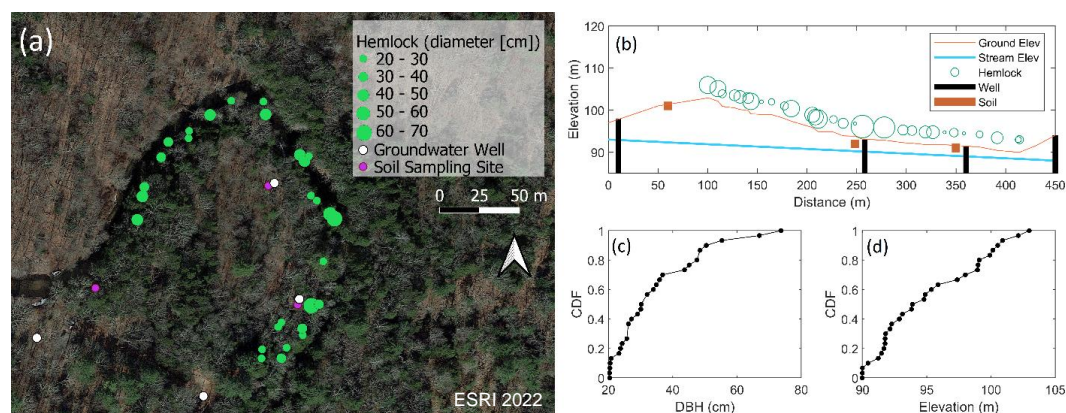 (a)
Hemlock (diameter [cm])
20 - 30
30 - 40
40 - 50
50 - 60
60 - 70
Groundwater Well
Soil Sampling Site
0 25 50 m
ESRI 2022
(b)
120
110
100
90
Elevation (m)
0 50 100 150 200 250 300 350 400 450
Distance (m)
Ground Elev
Stream Elev
Hemlock
Well
Soil
(c)
1
0.8
0.6
0.4
0.2
0
CDF
20 40 60 80
DBH (cm)
(d)
1
0.8
0.6
0.4
0.2
0
CDF
90 95 100 105
Elevation (m)